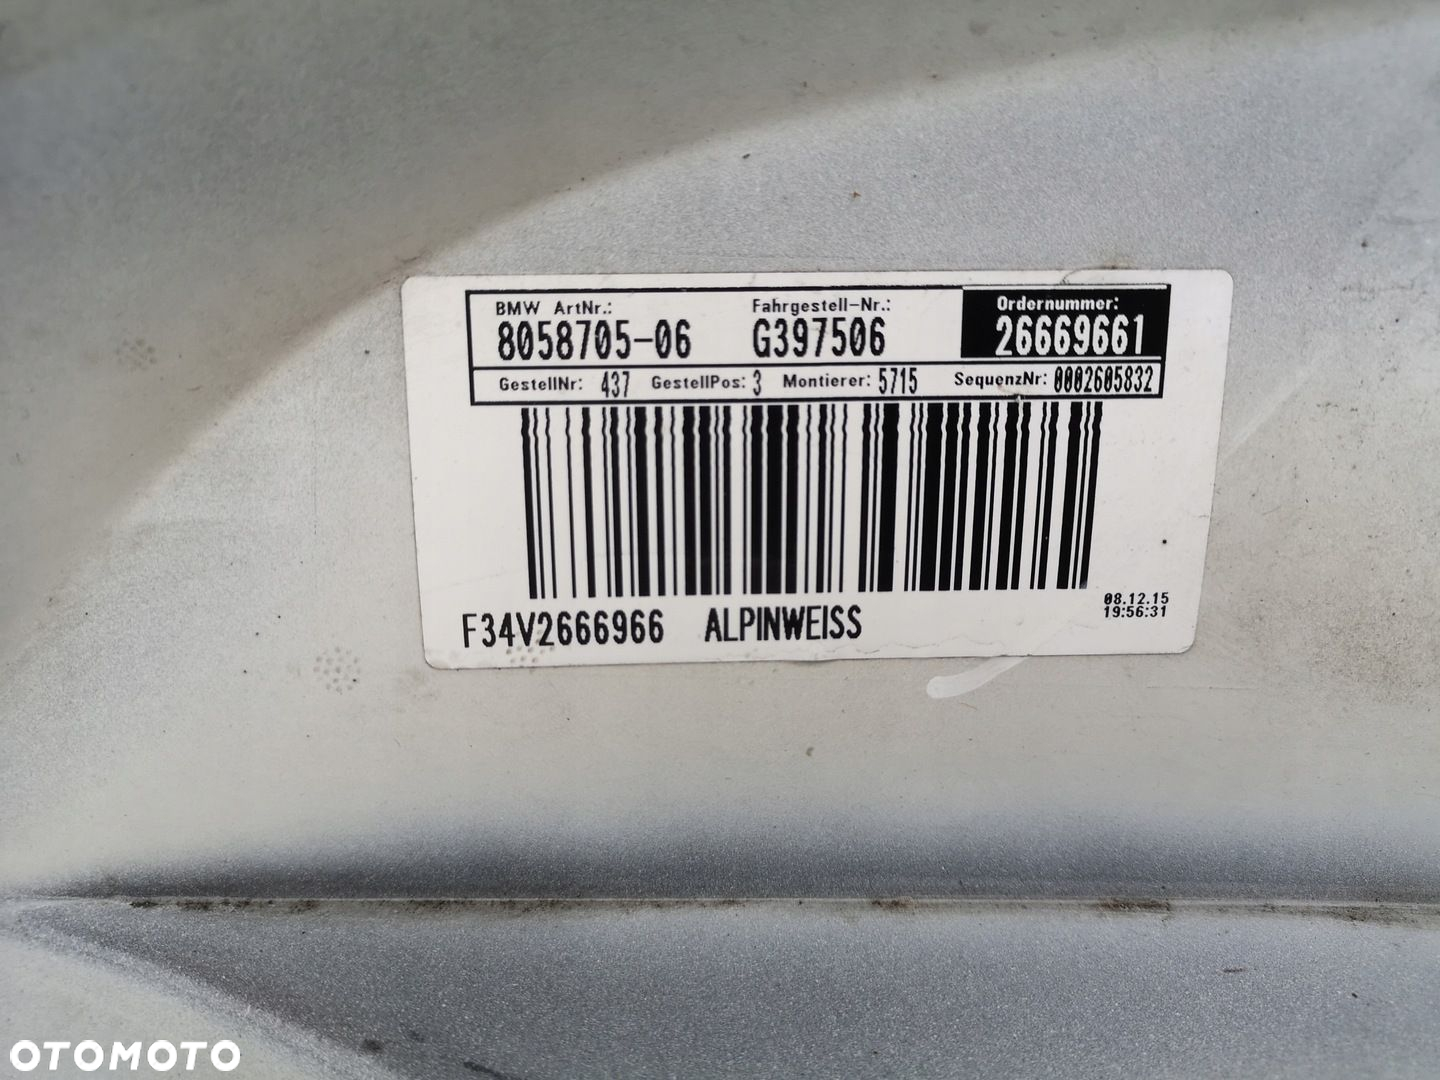 BMW ArtNr.: Fahrgestell-Nr.: Ordernummer:
8058705-06 G397506 26669661
GestellNr: 437 GestellPos: 3 Montierer: 5715 SequenzNr: 0002605832
F34V2666966 ALPINWEISS
08.12.15
19:56:31
OTOMOTO